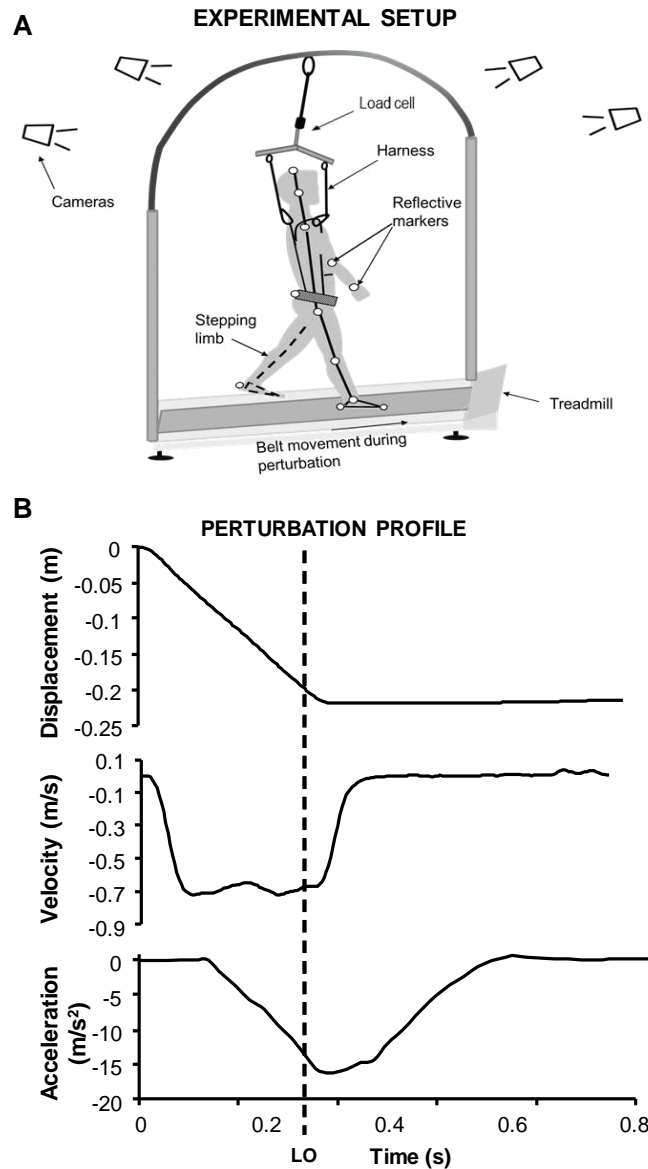 A
EXPERIMENTAL SETUP
Load cell
Harness
Cameras
Reflective
markers
Stepping
limb
Treadmill
Belt movement during
perturbation
B
PERTURBATION PROFILE
Displacement (m)
0
-0.05
-0.1
-0.15
-0.2
-0.25
Velocity (m/s)
0.1
-0.1
-0.3
-0.5
-0.7
-0.9
Acceleration
(m/s²)
0
-5
-10
-15
-20
0 0.2 0.4 0.6 0.8
LO Time (s)